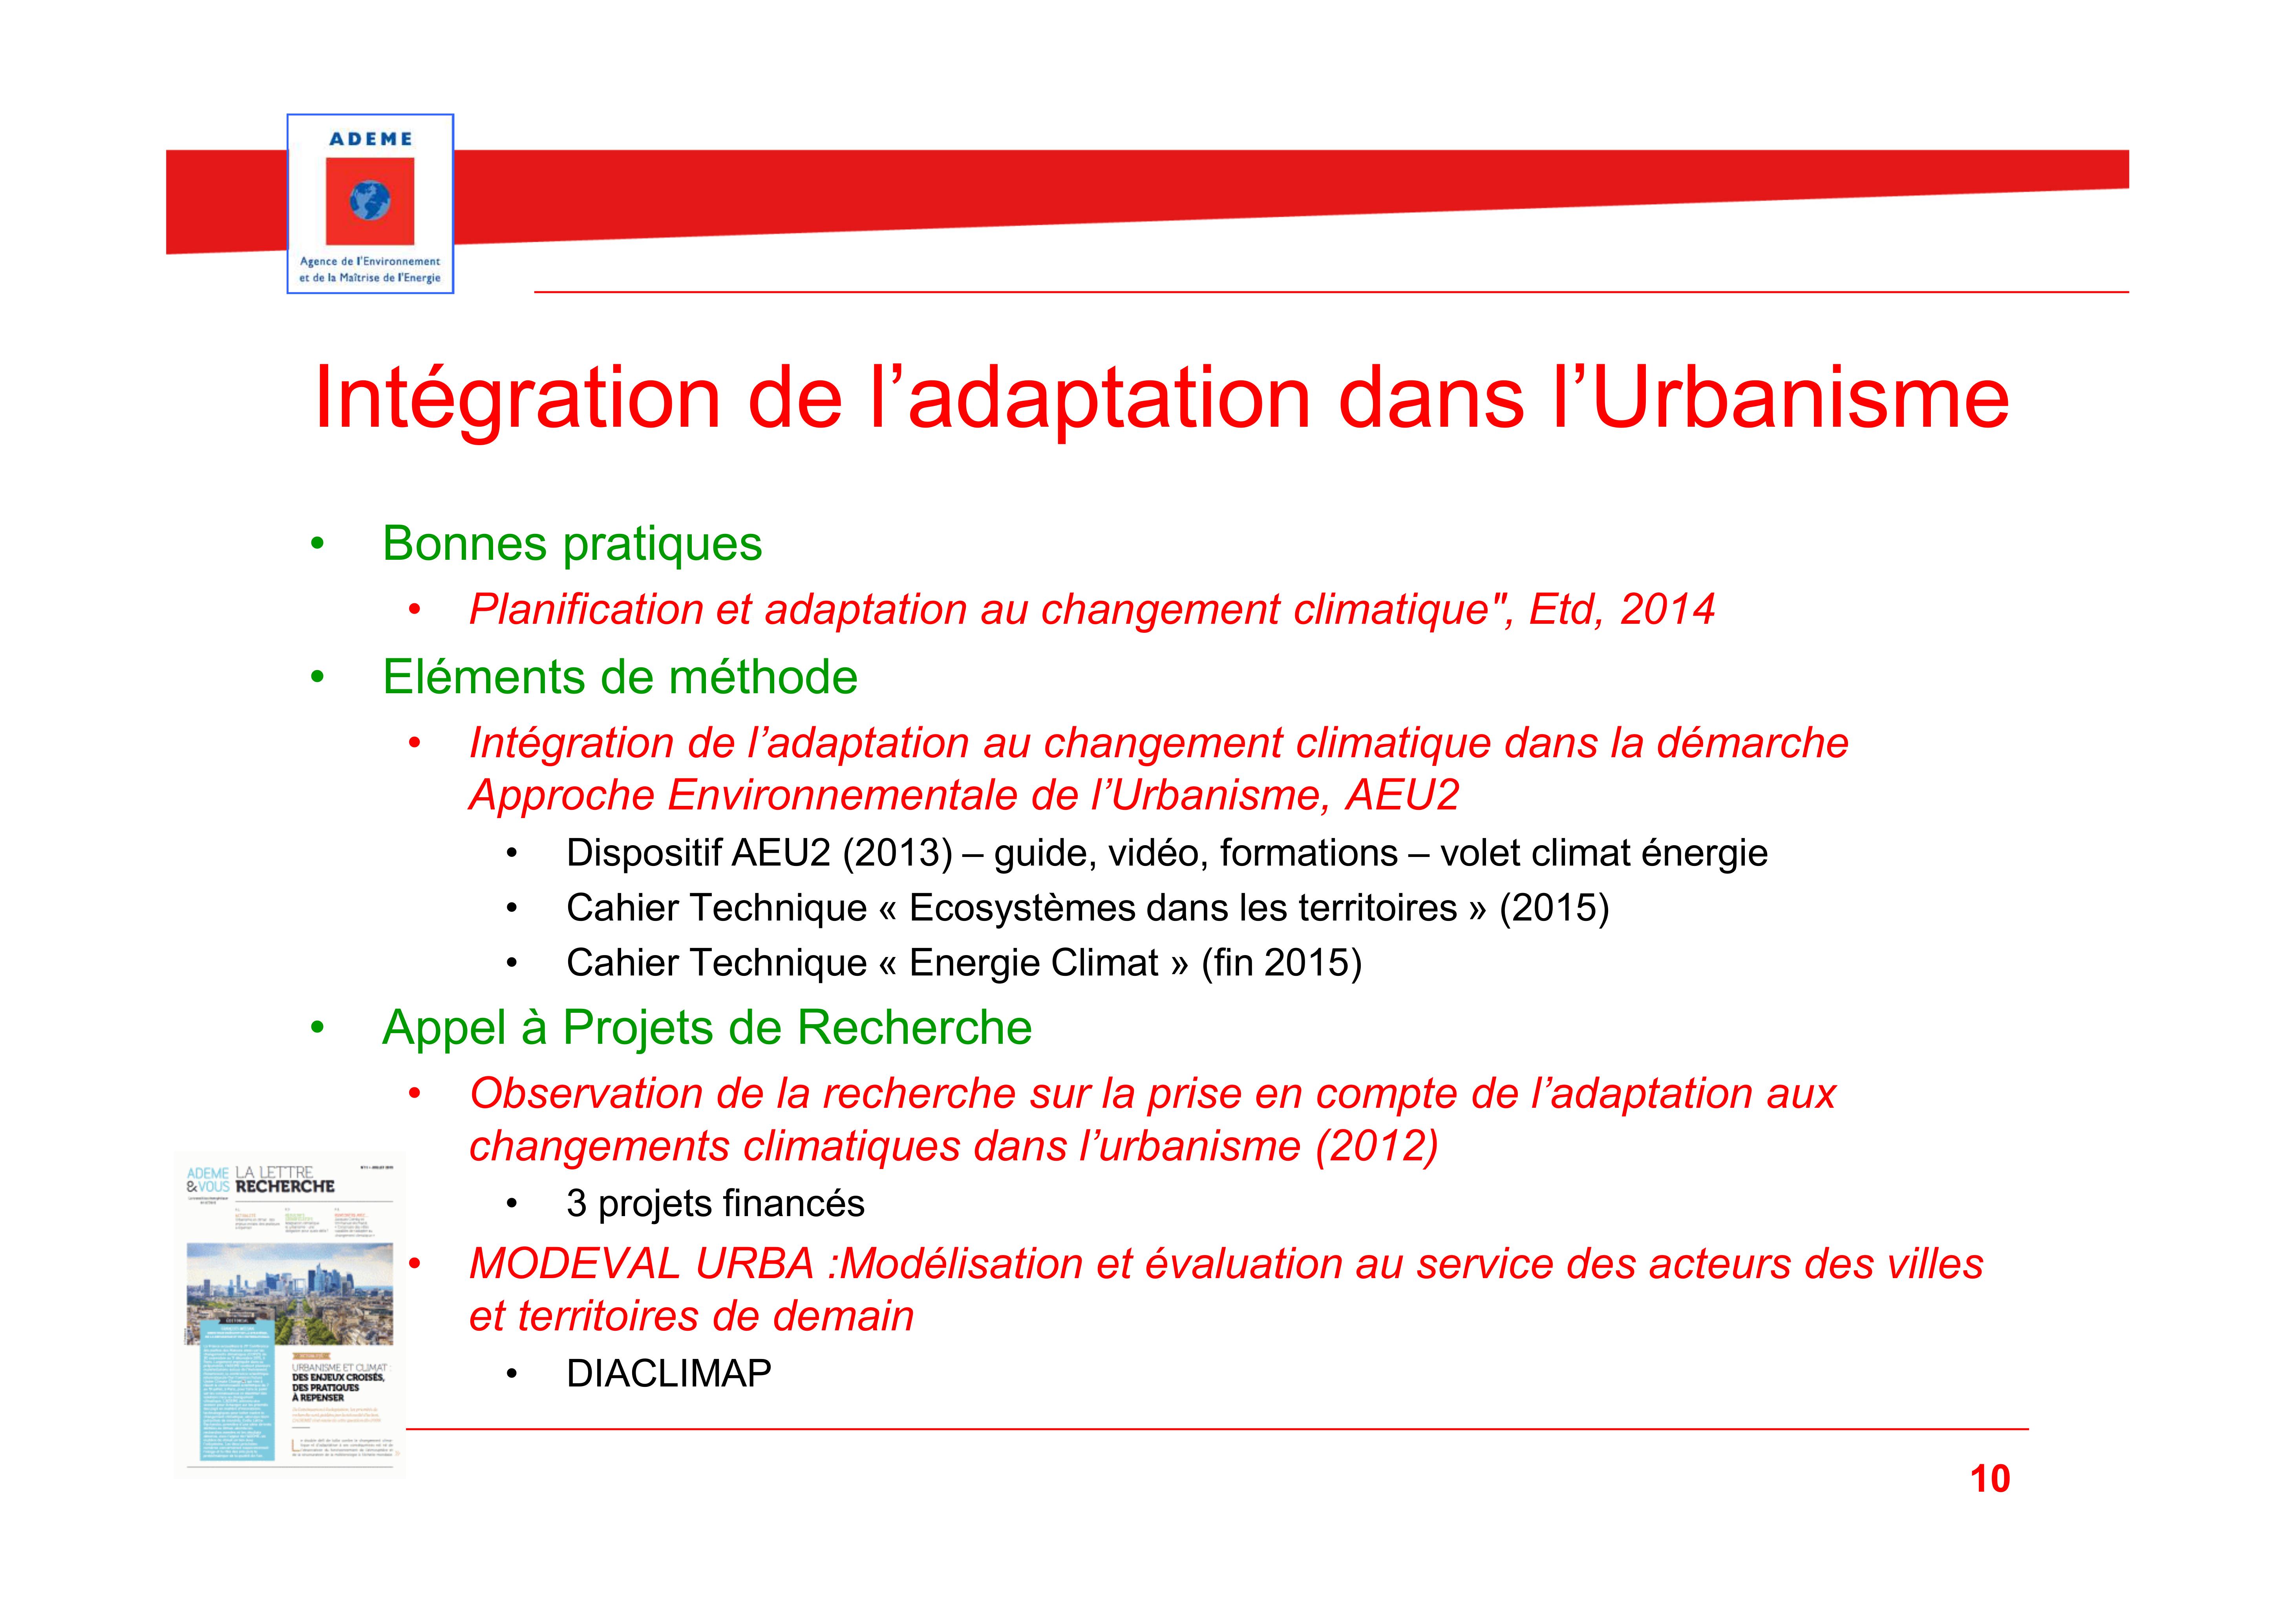 ADEME
Agence de l'Environnement
et de la Maîtrise de l'Energie
Intégration de l’adaptation dans l’Urbanisme
• Bonnes pratiques
• Planification et adaptation au changement climatique", Etd, 2014
• Eléments de méthode
• Intégration de l’adaptation au changement climatique dans la démarche
Approche Environnementale de l’Urbanisme, AEU2
• Dispositif AEU2 (2013) – guide, vidéo, formations – volet climat énergie
• Cahier Technique « Ecosystèmes dans les territoires » (2015)
• Cahier Technique « Energie Climat » (fin 2015)
• Appel à Projets de Recherche
• Observation de la recherche sur la prise en compte de l’adaptation aux
changements climatiques dans l’urbanisme (2012)
• 3 projets financés
• MODEVAL URBA :Modélisation et évaluation au service des acteurs des villes
et territoires de demain
• DIACLIMAP
ADEME
&VOUS
LA LETTRE
RECHERCHE
URBANISME ET CLIMAT :
DES ENJEUX CROISÉS,
DES PRATIQUES
À REPENSER
10